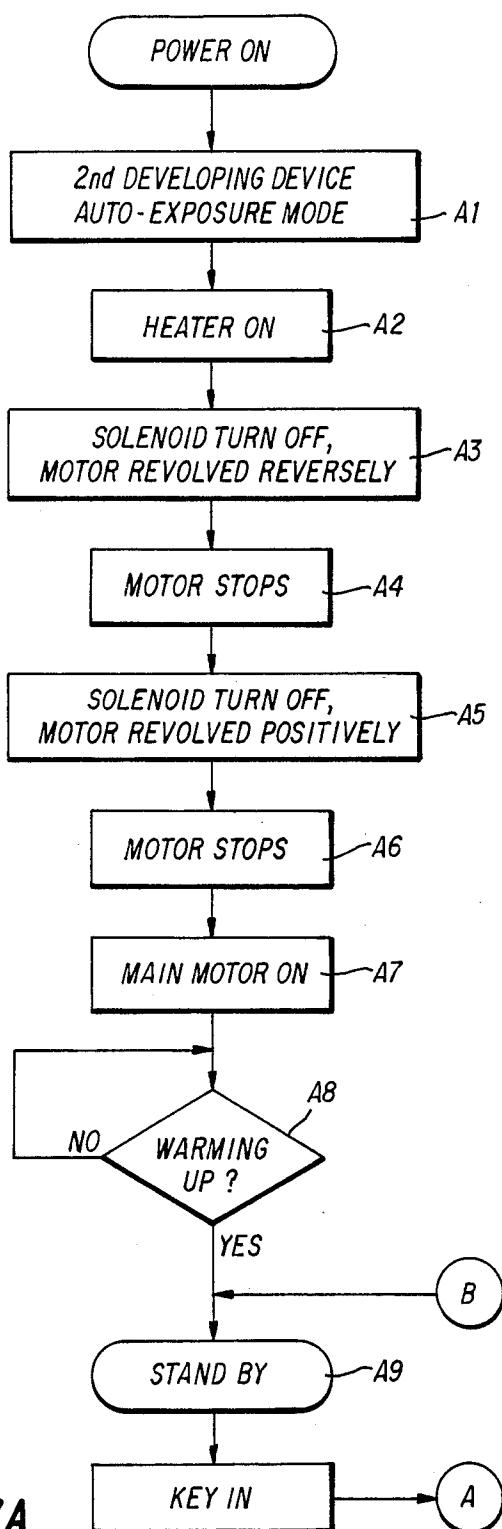 POWER ON
2nd DEVELOPING DEVICE
AUTO-EXPOSURE MODE
A1
HEATER ON
A2
SOLENOID TURN OFF,
MOTOR REVOLVED REVERSELY
A3
MOTOR STOPS
A4
SOLENOID TURN OFF,
MOTOR REVOLVED POSITIVELY
A5
MOTOR STOPS
A6
MAIN MOTOR ON
A7
A8
NO
WARMING
UP ?
YES
B
STAND BY
A9
KEY IN
A